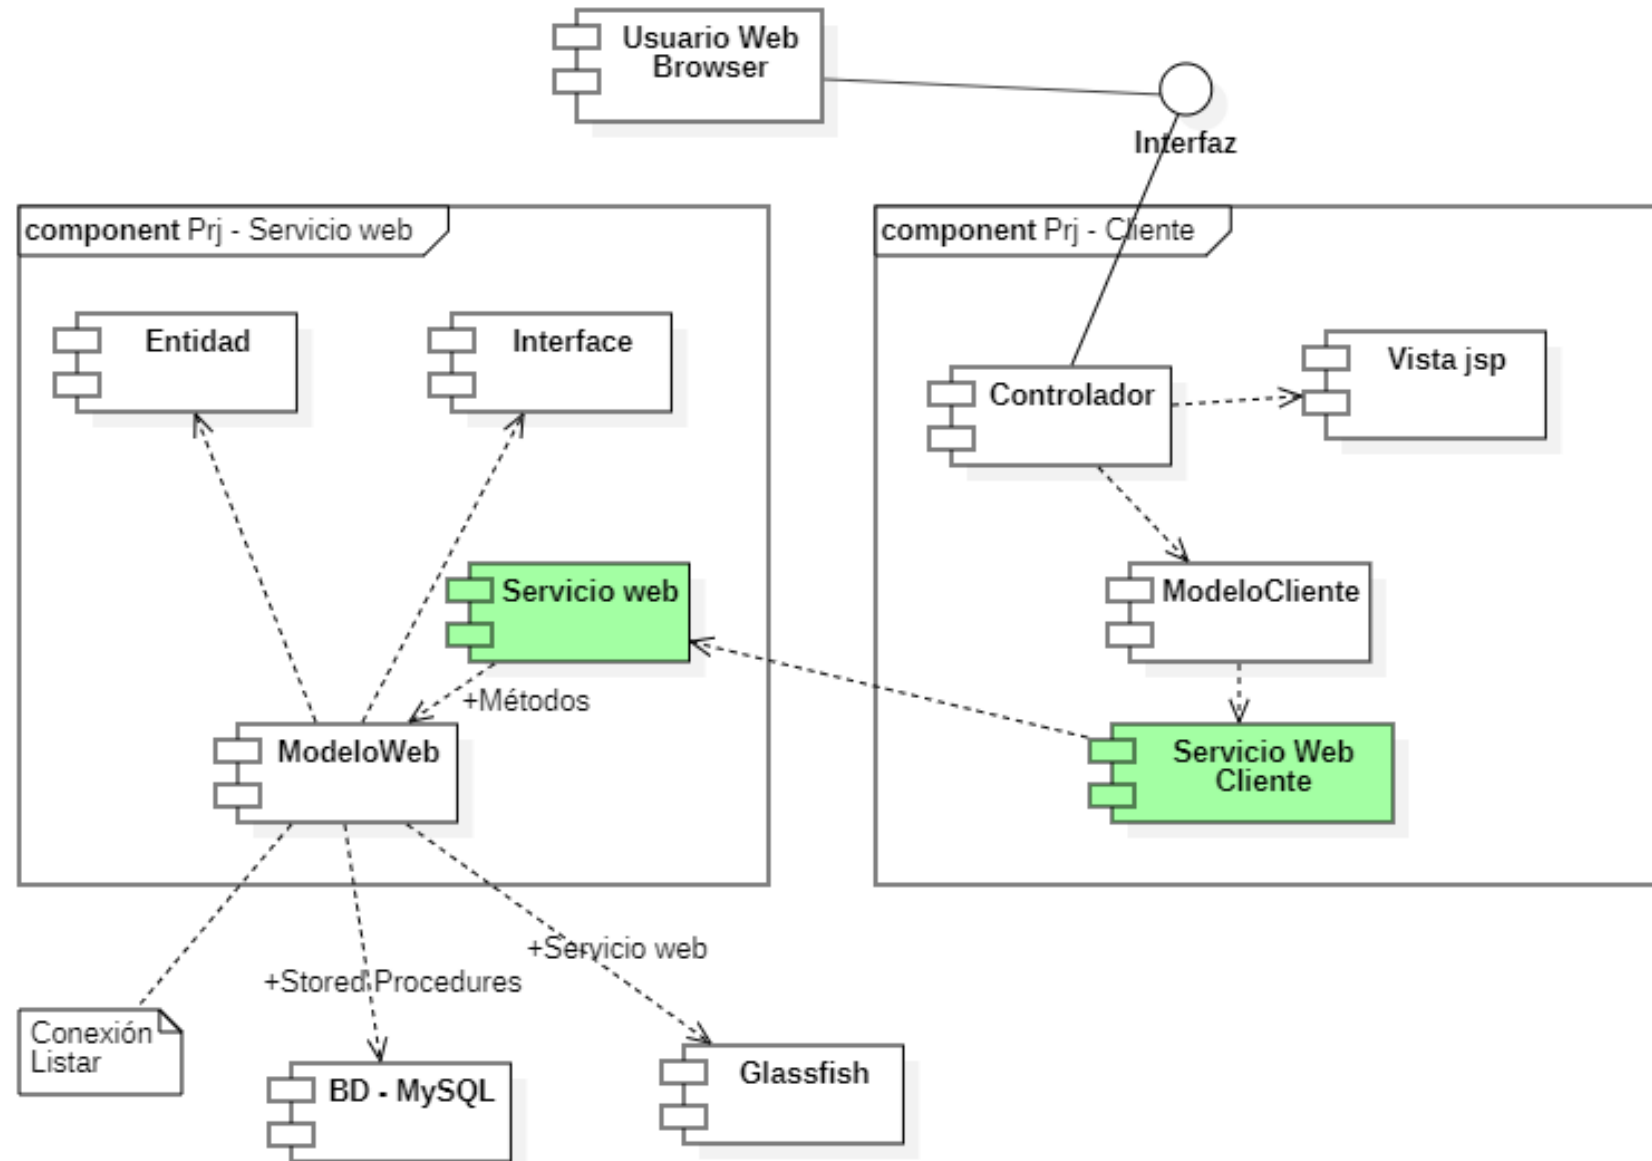 Usuario Web
Browser
Interfaz
component Prj - Servicio web
component Prj - Cliente
Entidad
Interface
Vista jsp
Controlador
Servicio web
ModeloCliente
+Métodos
ModeloWeb
Servicio Web
Cliente
+Servicio web
+Stored Procedures
Conexión
Listar
BD - MySQL
Glassfish